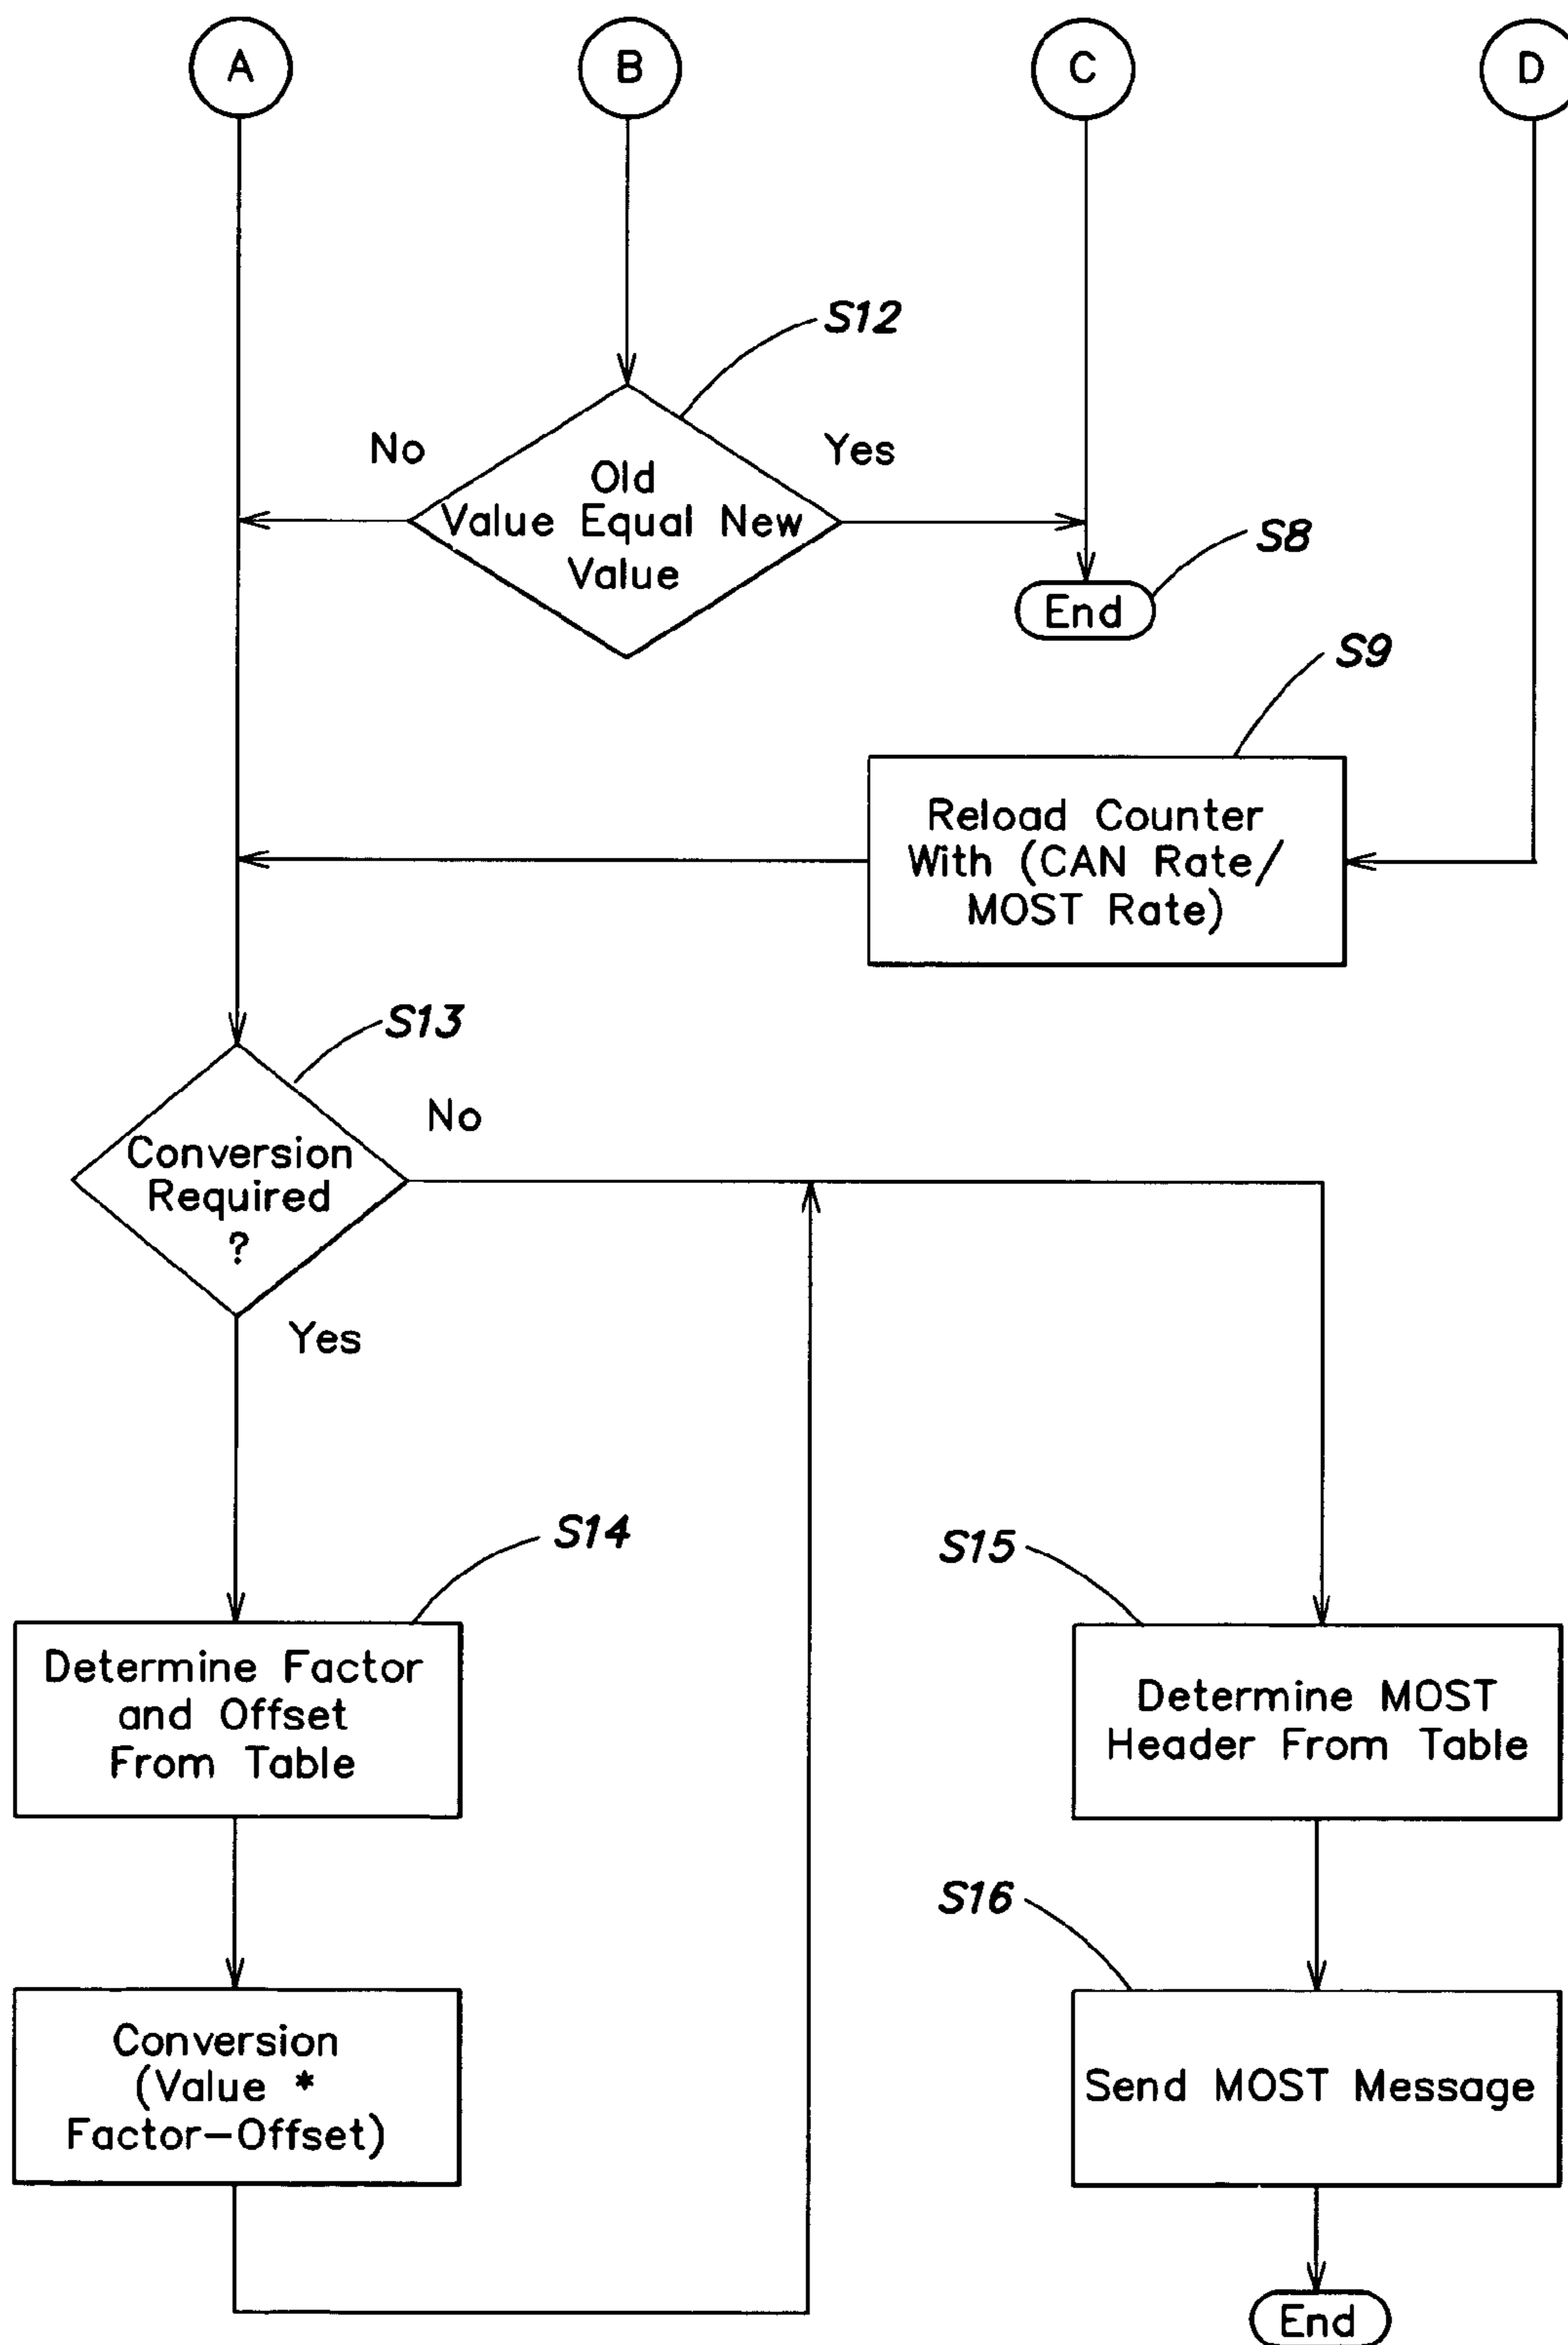 A
B
C
D
S12
No
Yes
Old
Value Equal New
Value
S8
End
S9
Reload Counter
With (CAN Rate/
MOST Rate)
S13
No
Conversion
Required
?
Yes
S14
S15
Determine Factor
and Offset
From Table
Determine MOST
Header From Table
S16
Conversion
(Value *
Factor-Offset)
Send MOST Message
End